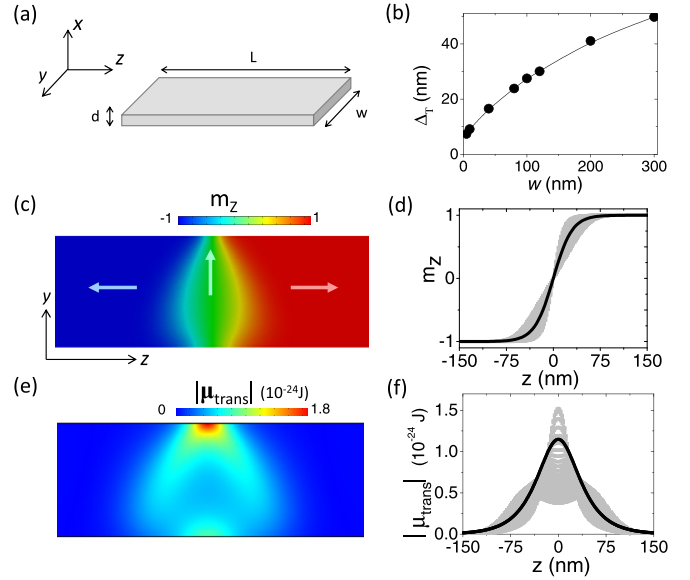 (a)
x
y
z
L
w
d
(b)
Δ_T (nm)
40
20
0
0
100
200
300
w (nm)
(c)
m_Z
-1
1
y
z
(d)
m_Z
1
0
-1
-150
-75
0
75
150
z (nm)
(e)
|μ_trans| (10^-24J)
0
1.8
(f)
|μ_trans| (10^-24 J)
1.5
1.0
0.5
0.0
-150
-75
0
75
150
z (nm)